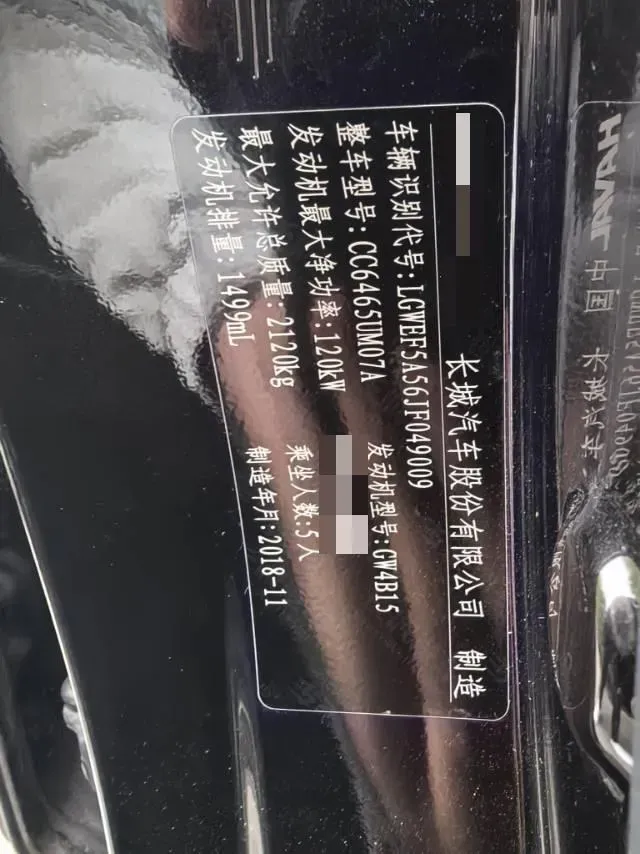 长城汽车股份有限公司 制造
车辆识别代号:LGWEF5A56JF049009
整车型号:CC6465UM07A 发动机型号:GW4B15
发动机最大净功率:120kW
最大允许总质量:2120kg 乘坐人数:5人
发动机排量:1499mL 制造年月:2018-11
HAVAL
中国